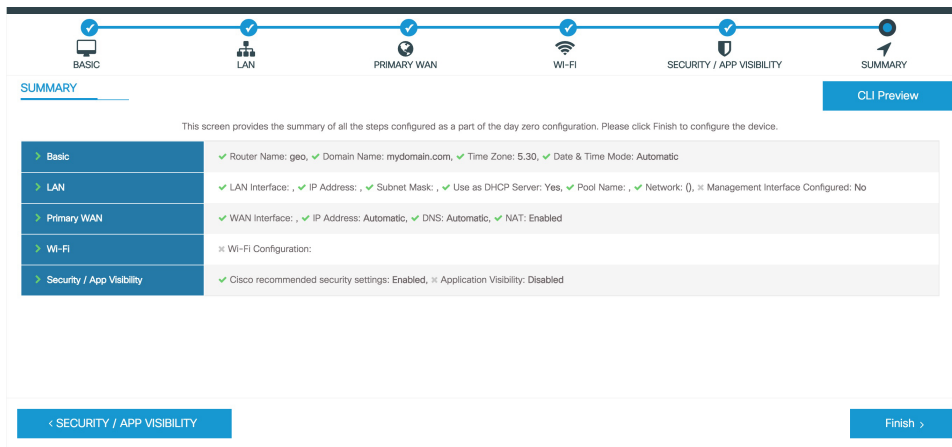 BASIC LAN PRIMARY WAN WI-FI SECURITY / APP VISIBILITY SUMMARY
SUMMARY
CLI Preview
This screen provides the summary of all the steps configured as a part of the day zero configuration. Please click Finish to configure the device.
> Basic ✔ Router Name: geo, ✔ Domain Name: mydomain.com, ✔ Time Zone: 5.30, ✔ Date & Time Mode: Automatic
> LAN ✔ LAN Interface: , ✔ IP Address: , ✔ Subnet Mask: , ✔ Use as DHCP Server: Yes, ✔ Pool Name: , ✔ Network: (), ✖ Management Interface Configured: No
> Primary WAN ✔ WAN Interface: , ✔ IP Address: Automatic, ✔ DNS: Automatic, ✔ NAT: Enabled
> Wi-Fi ✖ Wi-Fi Configuration:
> Security / App Visibility ✔ Cisco recommended security settings: Enabled, ✖ Application Visibility: Disabled
< SECURITY / APP VISIBILITY
Finish >